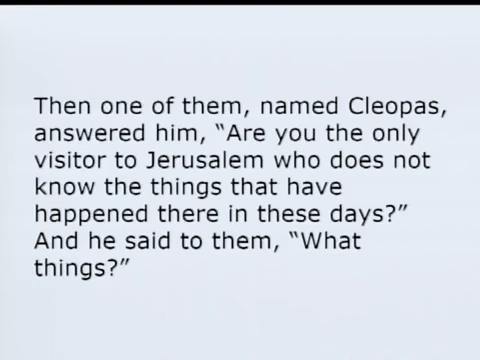 Then one of them, named Cleopas,
answered him, “Are you the only
visitor to Jerusalem who does not
know the things that have
happened there in these days?”
And he said to them, “What
things?”